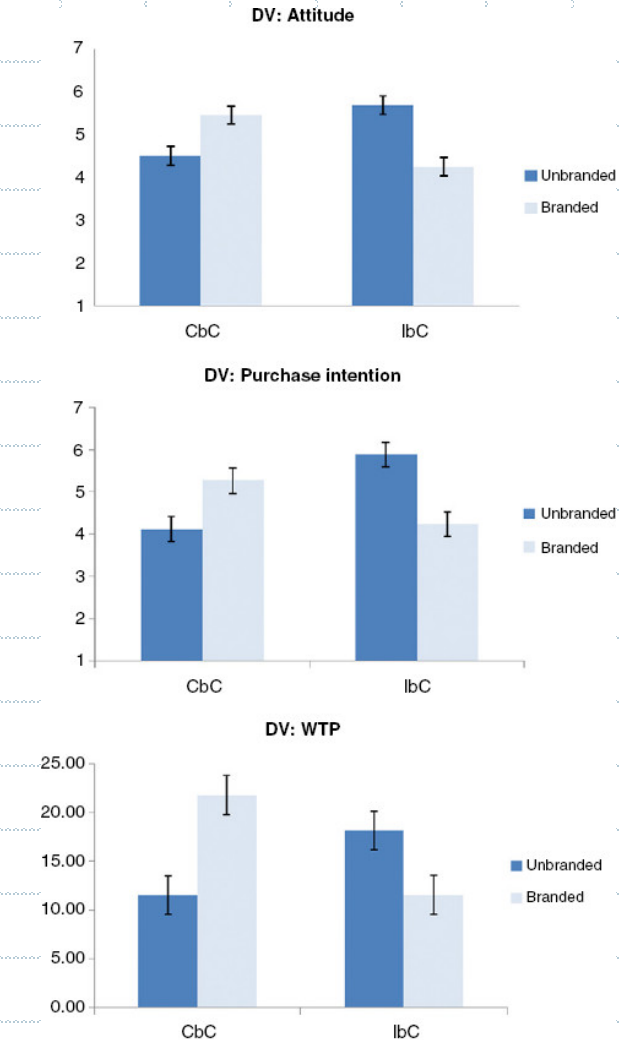 DV: Attitude
7
6
5
4
3
2
1
CbC
IbC
Unbranded
Branded
DV: Purchase intention
7
6
5
4
3
2
1
CbC
IbC
Unbranded
Branded
DV: WTP
25.00
20.00
15.00
10.00
5.00
0.00
CbC
IbC
Unbranded
Branded